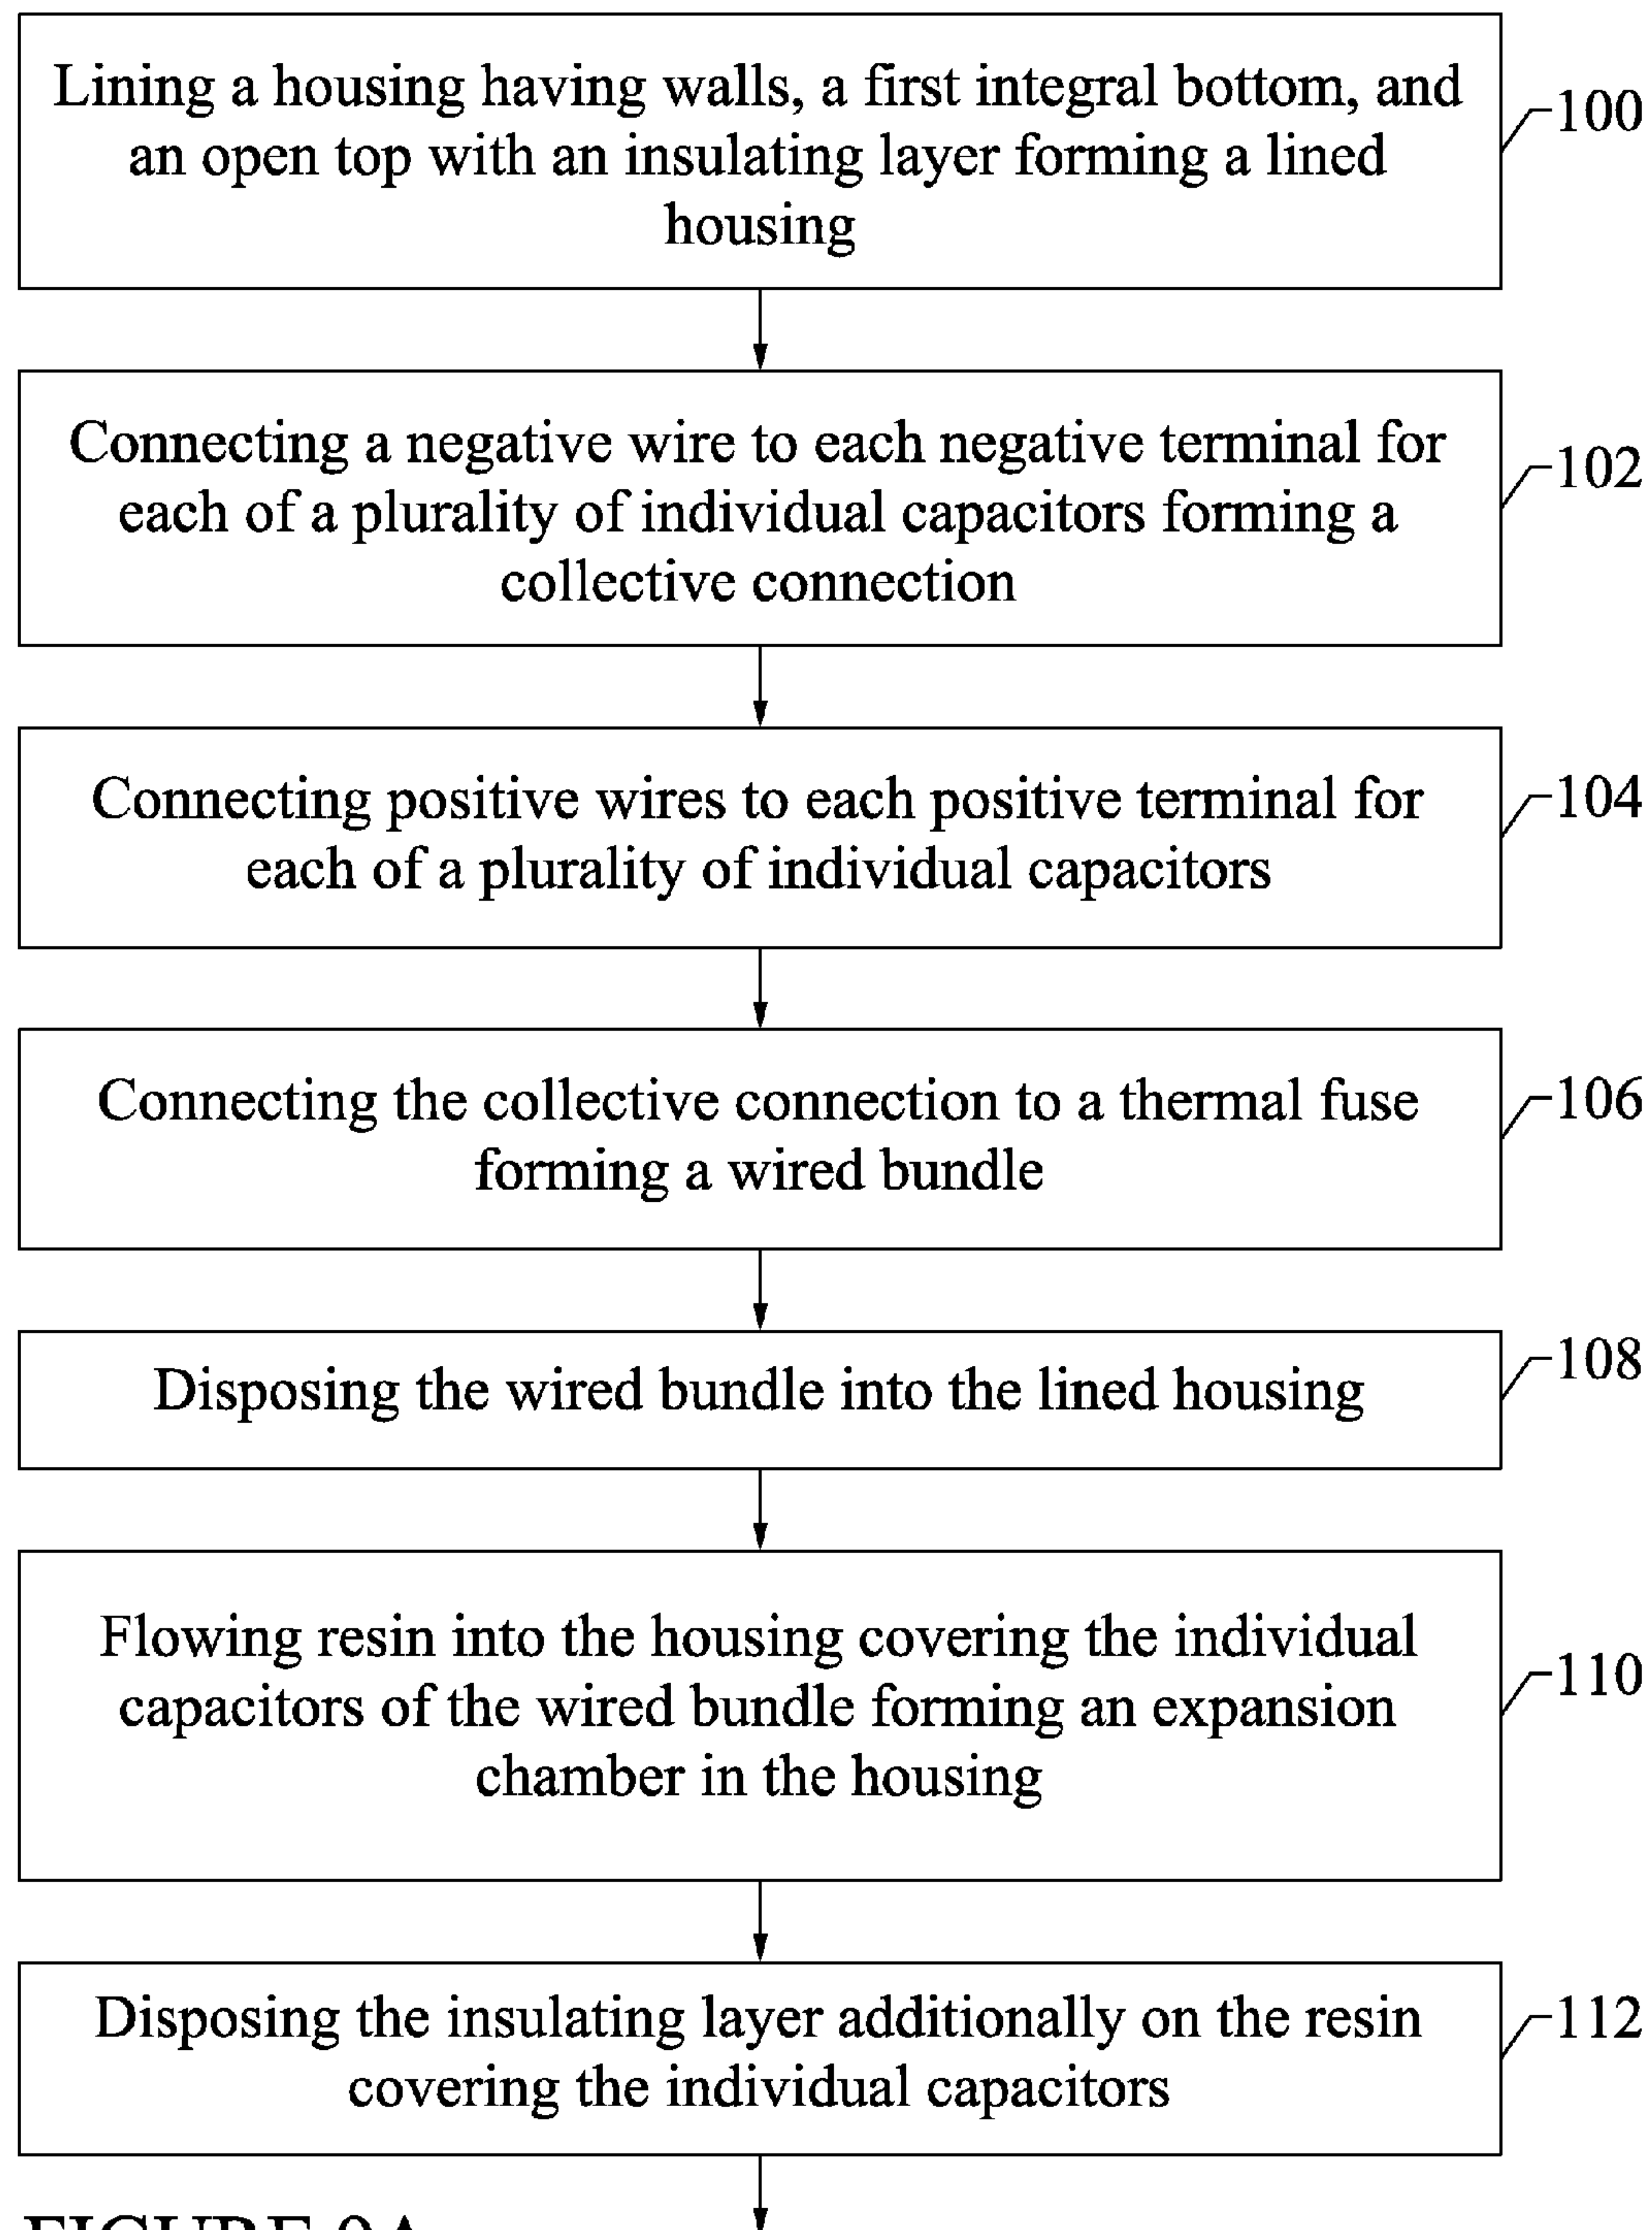 Lining a housing having walls, a first integral bottom, and
an open top with an insulating layer forming a lined
housing
100
Connecting a negative wire to each negative terminal for
each of a plurality of individual capacitors forming a
collective connection
102
Connecting positive wires to each positive terminal for
each of a plurality of individual capacitors
104
Connecting the collective connection to a thermal fuse
forming a wired bundle
106
Disposing the wired bundle into the lined housing
108
Flowing resin into the housing covering the individual
capacitors of the wired bundle forming an expansion
chamber in the housing
110
Disposing the insulating layer additionally on the resin
covering the individual capacitors
112
FIGURE 9A